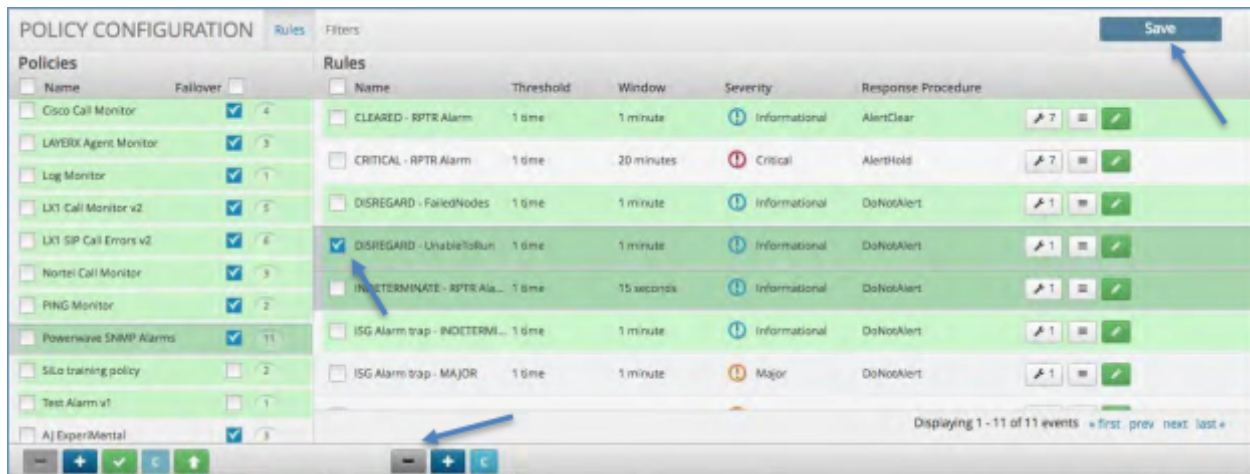 POLICY CONFIGURATION Rules Filters Save
Policies
Name Failover
Cisco Call Monitor 4
LAYERX Agent Monitor 3
Log Monitor 1
LX1 Call Monitor v2 5
LX1 SIP Call Errors v2 6
Nortel Call Monitor 3
PING Monitor 2
Powerwave SNMP Alarms 11
SiLo training policy 2
Test Alarm v1 1
AJ ExperiMental 3
Rules
Name Threshold Window Severity Response Procedure
CLEARED - RPTR Alarm 1 time 1 minute Informational AlertClear 7
CRITICAL - RPTR Alarm 1 time 20 minutes Critical AlertHold 7
DISREGARD - FailedNodes 1 time 1 minute Informational DoNotAlert 1
DISREGARD - UnableToRun 1 time 1 minute Informational DoNotAlert 1
INDETERMINATE - RPTR Ala... 1 time 15 seconds Informational DoNotAlert 1
ISG Alarm trap - INDETERMI... 1 time 1 minute Informational DoNotAlert 1
ISG Alarm trap - MAJOR 1 time 1 minute Major DoNotAlert 1
Displaying 1 - 11 of 11 events « first prev next last »
C
C